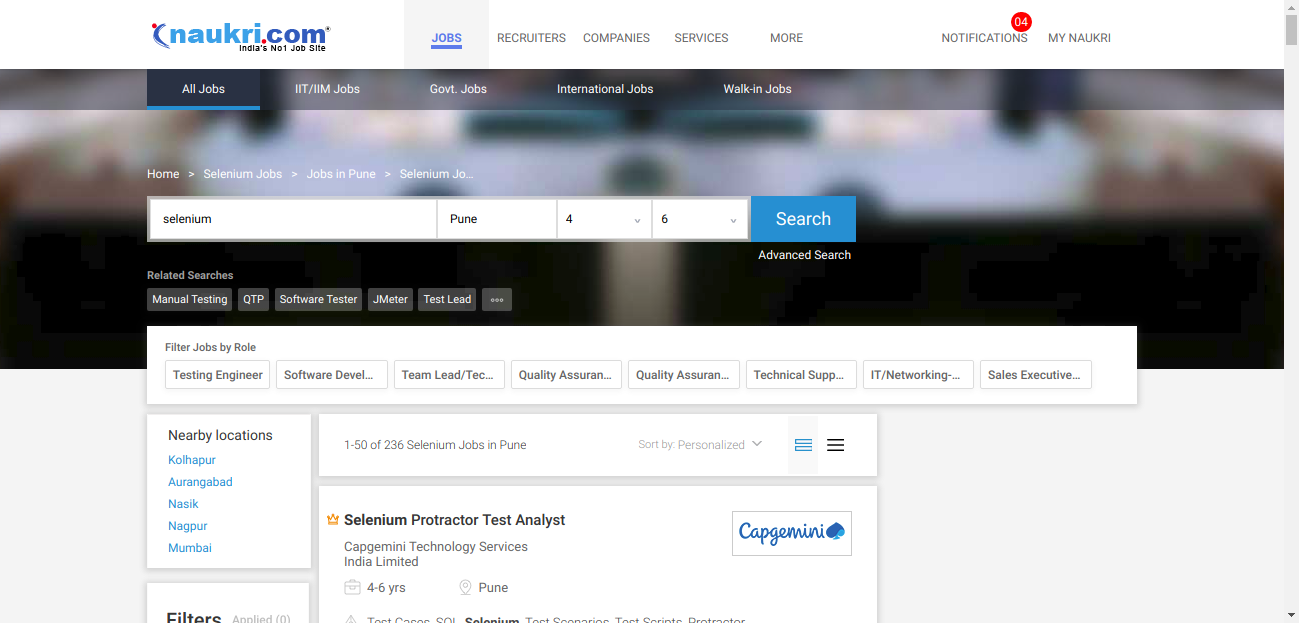 naukri.com
India's No1 Job Site
JOBS
RECRUITERS
COMPANIES
SERVICES
MORE
04
NOTIFICATIONS
MY NAUKRI
All Jobs
IIT/IIM Jobs
Govt. Jobs
International Jobs
Walk-in Jobs
Home > Selenium Jobs > Jobs in Pune > Selenium Jo...
selenium
Pune
4
6
Search
Advanced Search
Related Searches
Manual Testing
QTP
Software Tester
JMeter
Test Lead
Filter Jobs by Role
Testing Engineer
Software Devel...
Team Lead/Tec...
Quality Assuran...
Quality Assuran...
Technical Supp...
IT/Networking-...
Sales Executive...
Nearby locations
Kolhapur
Aurangabad
Nasik
Nagpur
Mumbai
1-50 of 236 Selenium Jobs in Pune
Sort by: Personalized
Selenium Protractor Test Analyst
Capgemini
Capgemini Technology Services
India Limited
4-6 yrs
Pune
Test Cases, SQL, Selenium, Test Scenarios, Test Scripts, Protractor
Filters
Applied (0)